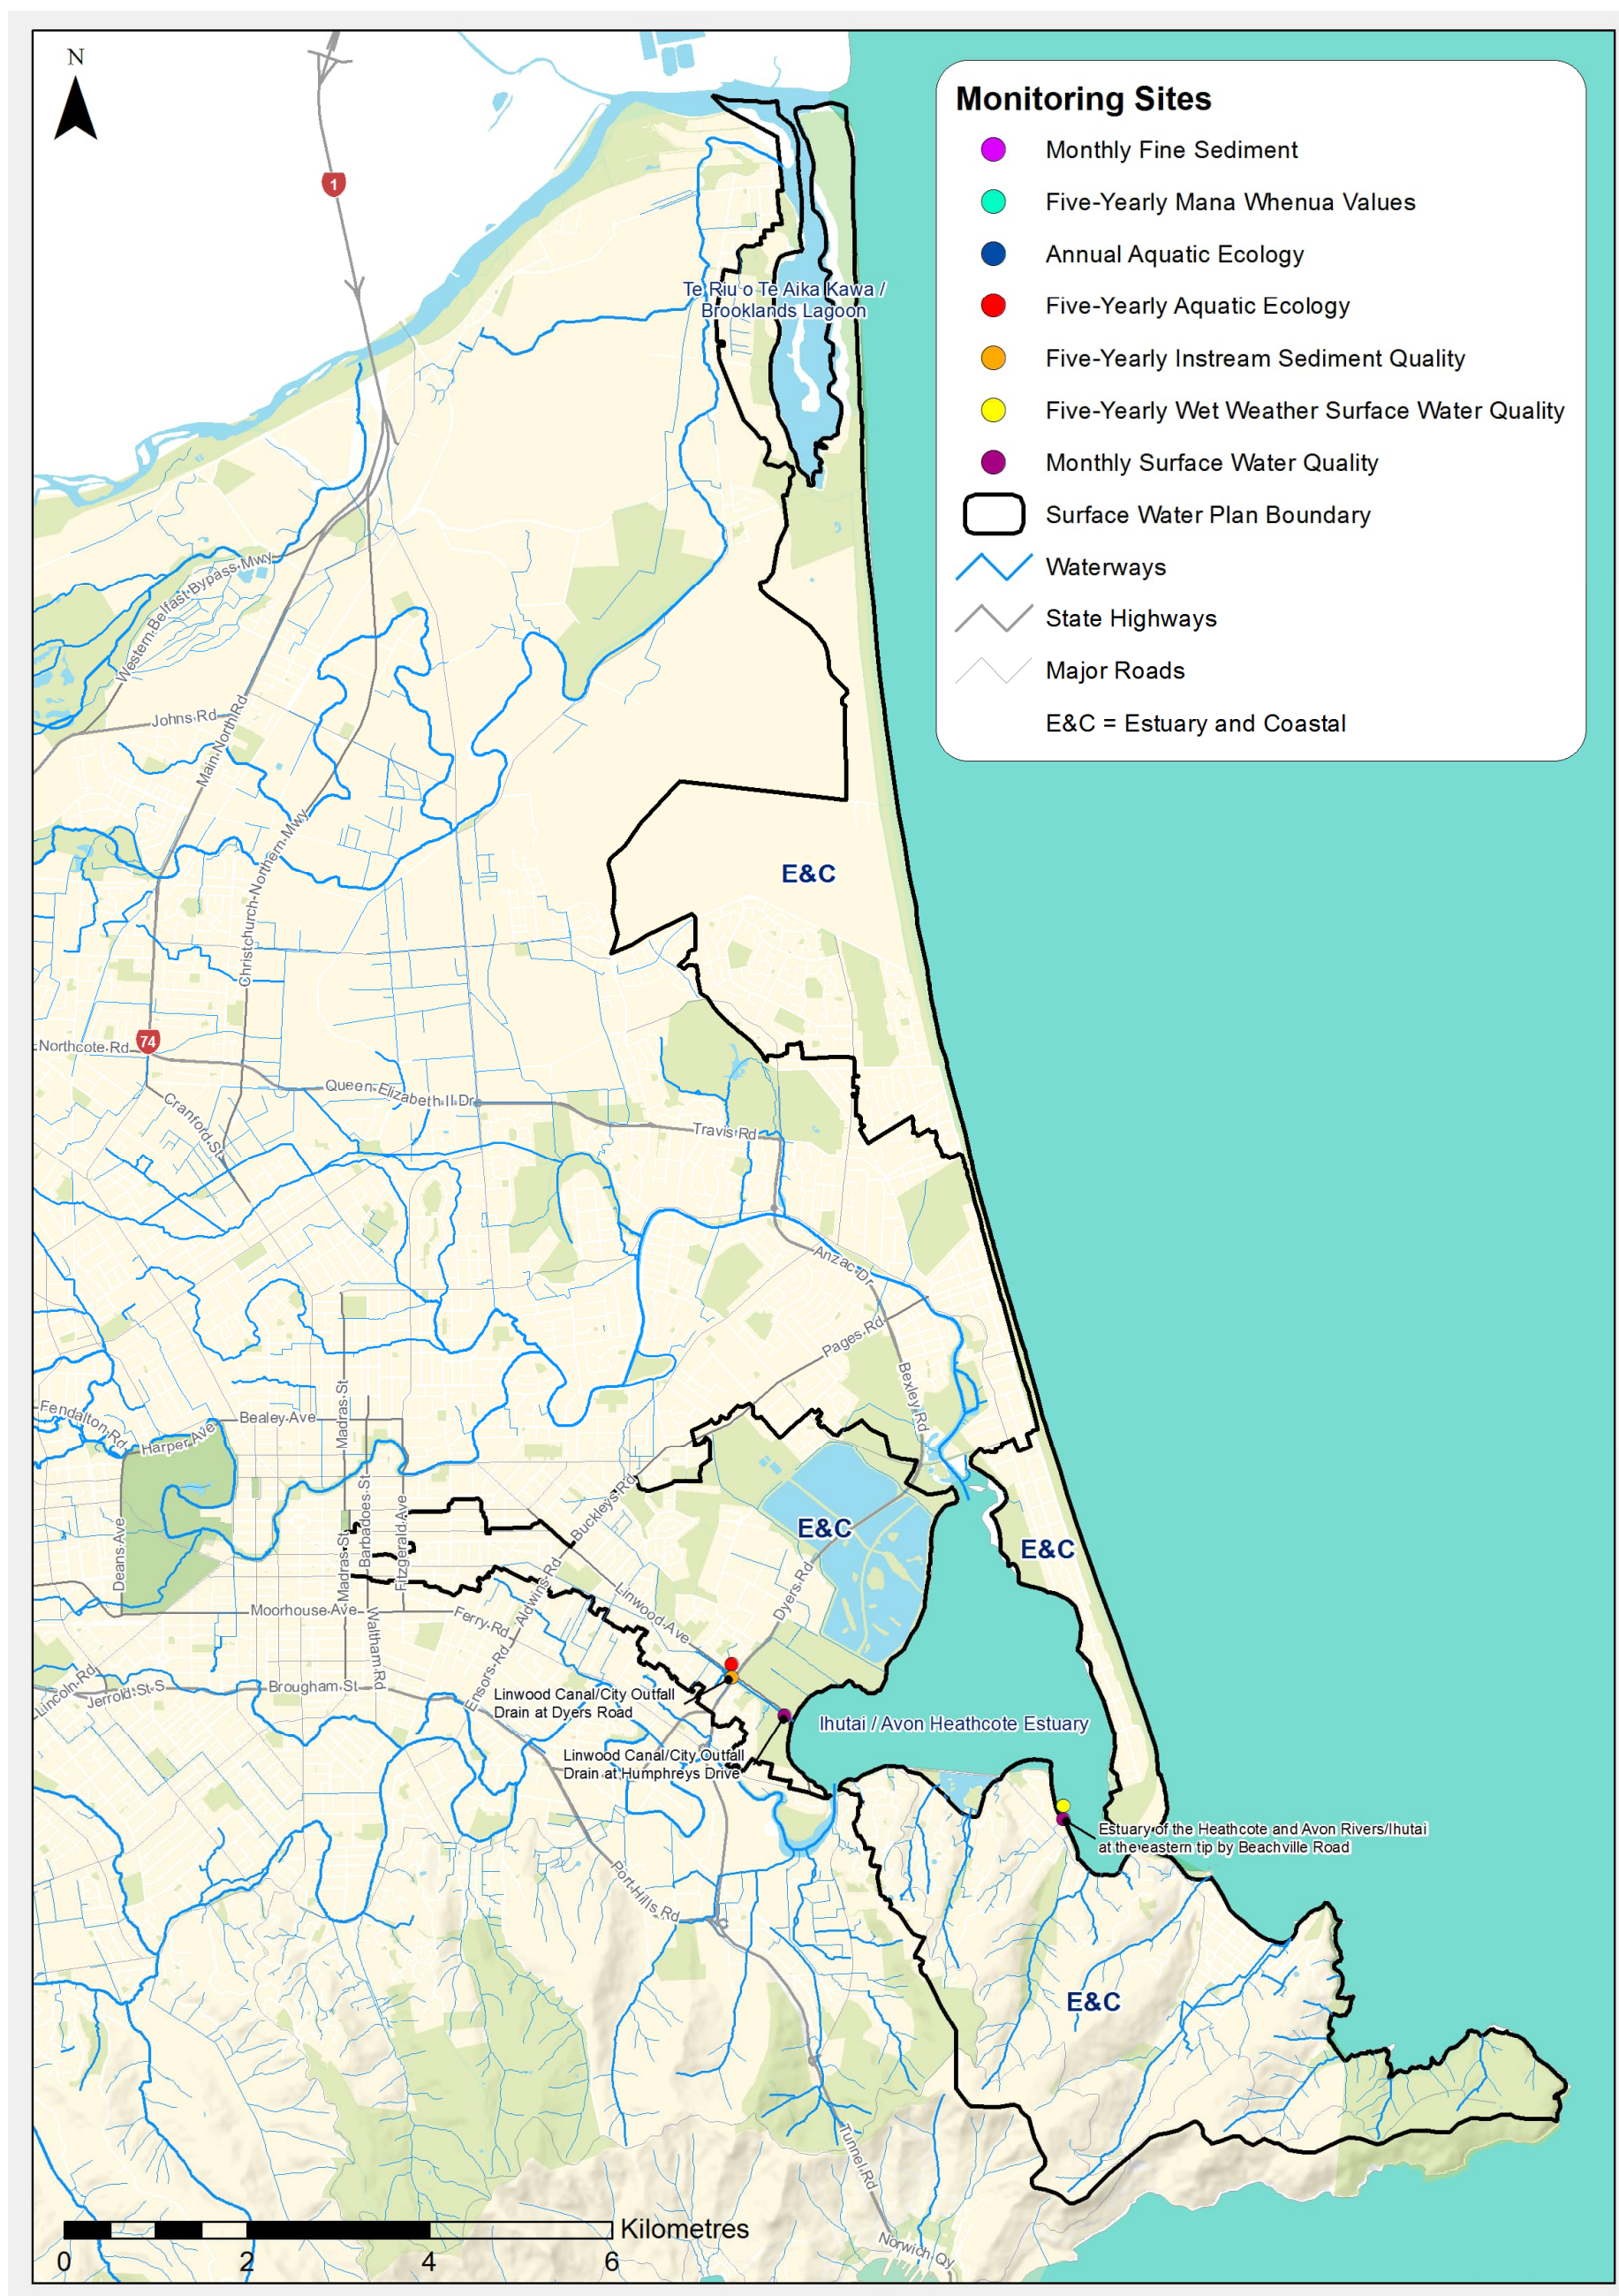 N
Monitoring Sites
Monthly Fine Sediment
Five-Yearly Mana Whenua Values
Annual Aquatic Ecology
Five-Yearly Aquatic Ecology
Five-Yearly Instream Sediment Quality
Five-Yearly Wet Weather Surface Water Quality
Monthly Surface Water Quality
Surface Water Plan Boundary
Waterways
State Highways
Major Roads
E&C = Estuary and Coastal
1
Te Riu o Te Aika Kawa /
Brooklands Lagoon
Western Belfast Bypass Mwy
Johns Rd
Main North Rd
Christchurch-Northern Mwy
E&C
Northcote Rd
74
Cranford St
Queen Elizabeth II Dr
Travis Rd
Anzac Dr
Pages Rd
Bexley Rd
Fendalton Rd
Harper Ave
Bealey Ave
Madras St
Barbadoes St
Fitzgerald Ave
Deans Ave
Madras St
Buckleys Rd
Aldwins Rd
Linwood Ave
Dyers Rd
E&C
E&C
Moorhouse Ave
Waltham Rd
Ferry Rd
Ensors Rd
Lincoln Rd
Jerrold St S
Brougham St
Linwood Canal/City Outfall
Drain at Dyers Road
Ihutai / Avon Heathcote Estuary
Linwood Canal/City Outfall
Drain at Humphreys Drive
Estuary of the Heathcote and Avon Rivers/Ihutai
at the eastern tip by Beachville Road
Port Hills Rd
E&C
Tunnel Rd
Norwich Qy
Kilometres
0 2 4 6